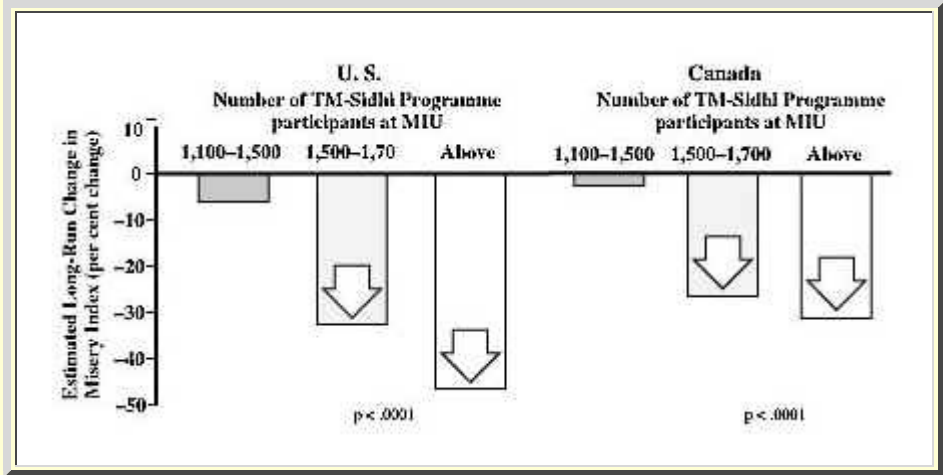 U. S.
Number of TM-Sidhi Programme
participants at MIU
1,100–1,500 1,500–1,70 Above
Canada
Number of TM-Sidhi Programme
participants at MIU
1,100–1,500 1,500–1,700 Above
Estimated Long-Run Change in
Misery Index (per cent change)
10
0
–10
–20
–30
–40
–50
p < .0001
p < .0001